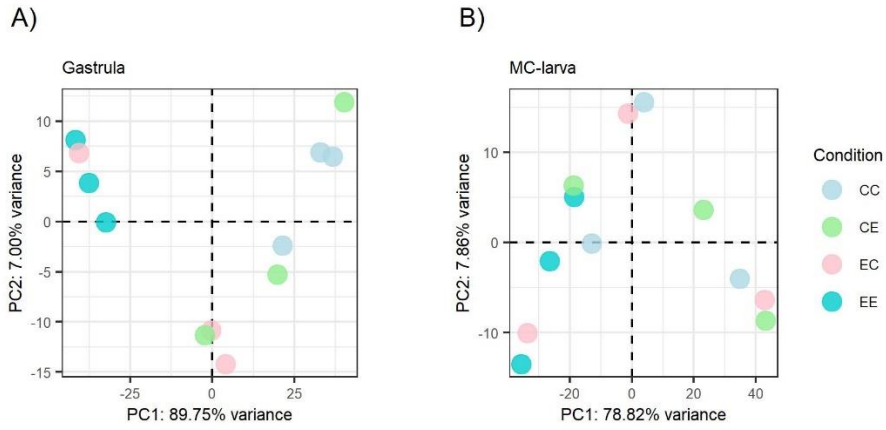 A)
Gastrula
10
5
0
-5
-10
-15
-25
0
25
PC2: 7.00% variance
PC1: 89.75% variance
B)
MC-larva
10
0
-10
-20
0
20
40
PC2: 7.86% variance
PC1: 78.82% variance
Condition
CC
CE
EC
EE